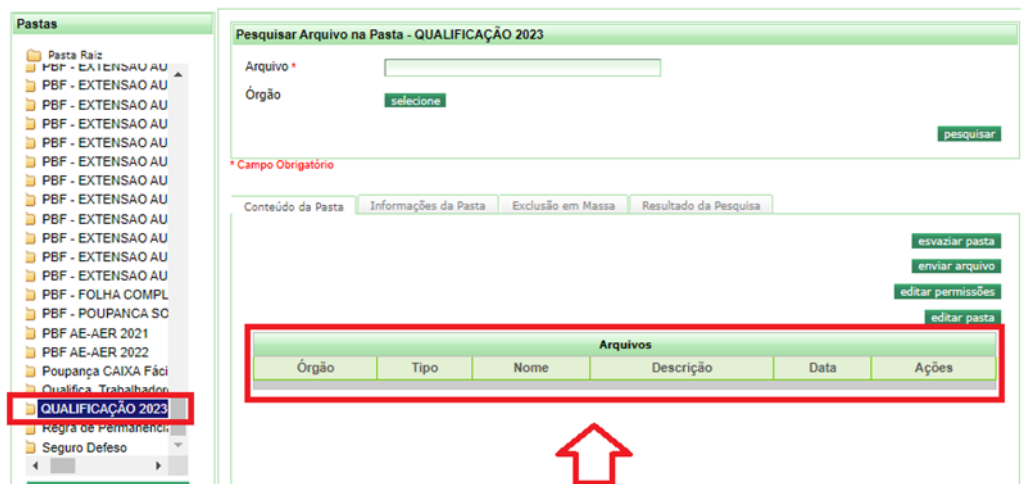 Pastas
Pasta Raiz
PBF - EXTENSAO AU
PBF - EXTENSAO AU
PBF - EXTENSAO AU
PBF - EXTENSAO AU
PBF - EXTENSAO AU
PBF - EXTENSAO AU
PBF - EXTENSAO AU
PBF - EXTENSAO AU
PBF - EXTENSAO AU
PBF - EXTENSAO AU
PBF - EXTENSAO AU
PBF - EXTENSAO AU
PBF - FOLHA COMPL
PBF - POUPANCA SO
PBF AE-AER 2021
PBF AE-AER 2022
Poupança CAIXA Fáci
Qualifica, Trabalhador
QUALIFICAÇÃO 2023
Regra de Permanênci
Seguro Defeso
Pesquisar Arquivo na Pasta - QUALIFICAÇÃO 2023
Arquivo *
Órgão selecione
pesquisar
* Campo Obrigatório
Conteúdo da Pasta Informações da Pasta Exclusão em Massa Resultado da Pesquisa
esvaziar pasta
enviar arquivo
editar permissões
editar pasta
Arquivos
Órgão Tipo Nome Descrição Data Ações